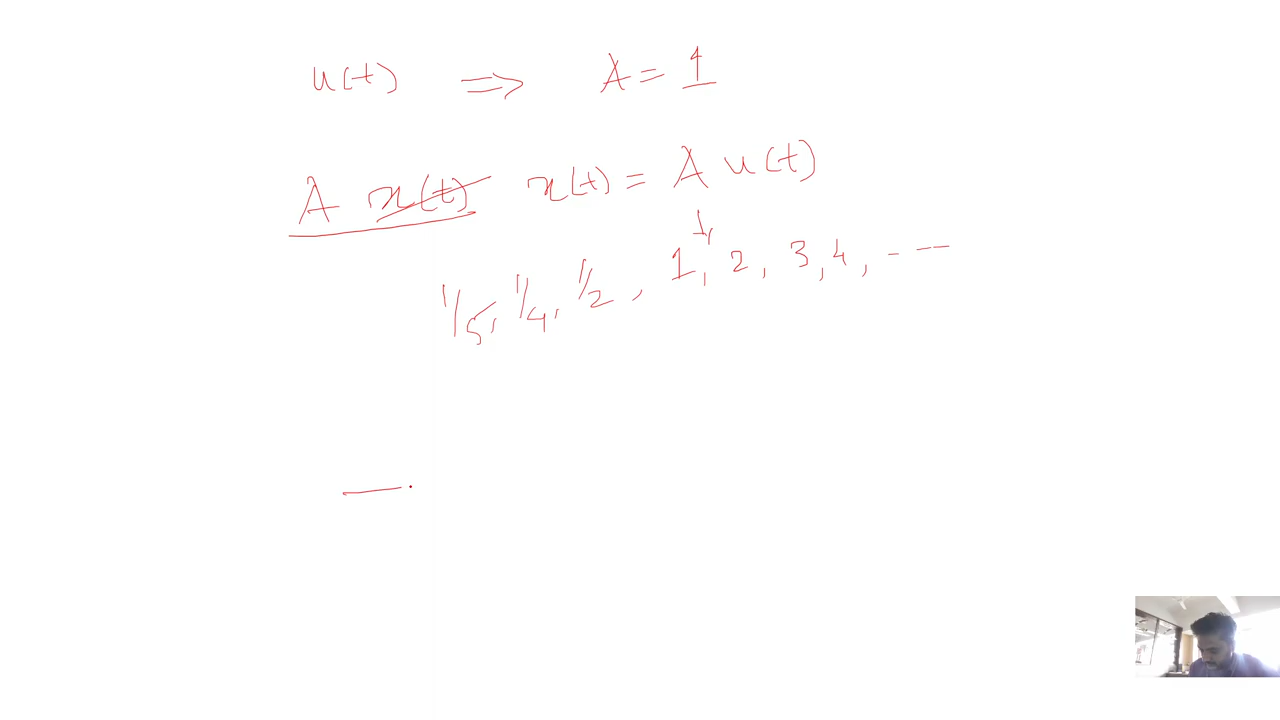 u(t) ⇒ A = 1
A x(t) x(t) = A u(t)
1/5, 1/4, 1/2, 1, 2, 3, 4, - --